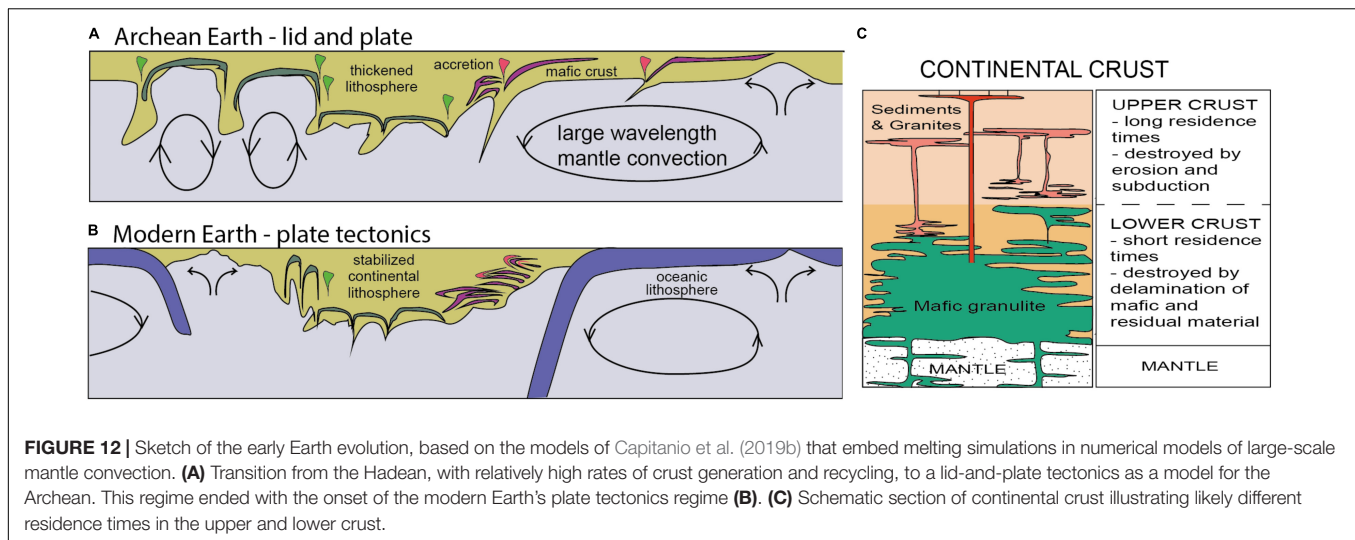 A Archean Earth - lid and plate
thickened
lithosphere
accretion
mafic crust
large wavelength
mantle convection
B Modern Earth - plate tectonics
stabilized
continental
lithosphere
oceanic
lithosphere
C
CONTINENTAL CRUST
Sediments
& Granites
Mafic granulite
MANTLE
UPPER CRUST
- long residence
times
- destroyed by
erosion and
subduction
LOWER CRUST
- short residence
times
- destroyed by
delamination of
mafic and
residual material
MANTLE
FIGURE 12 | Sketch of the early Earth evolution, based on the models of Capitanio et al. (2019b) that embed melting simulations in numerical models of large-scale
mantle convection. (A) Transition from the Hadean, with relatively high rates of crust generation and recycling, to a lid-and-plate tectonics as a model for the
Archean. This regime ended with the onset of the modern Earth's plate tectonics regime (B). (C) Schematic section of continental crust illustrating likely different
residence times in the upper and lower crust.